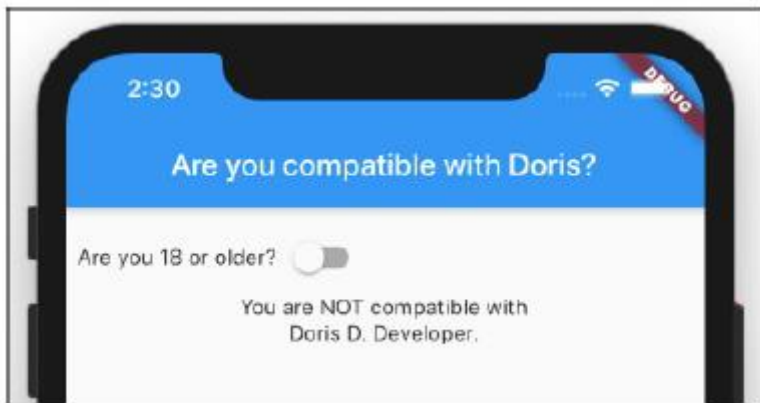 2:30
DEBUG
Are you compatible with Doris?
Are you 18 or older?
You are NOT compatible with
Doris D. Developer.